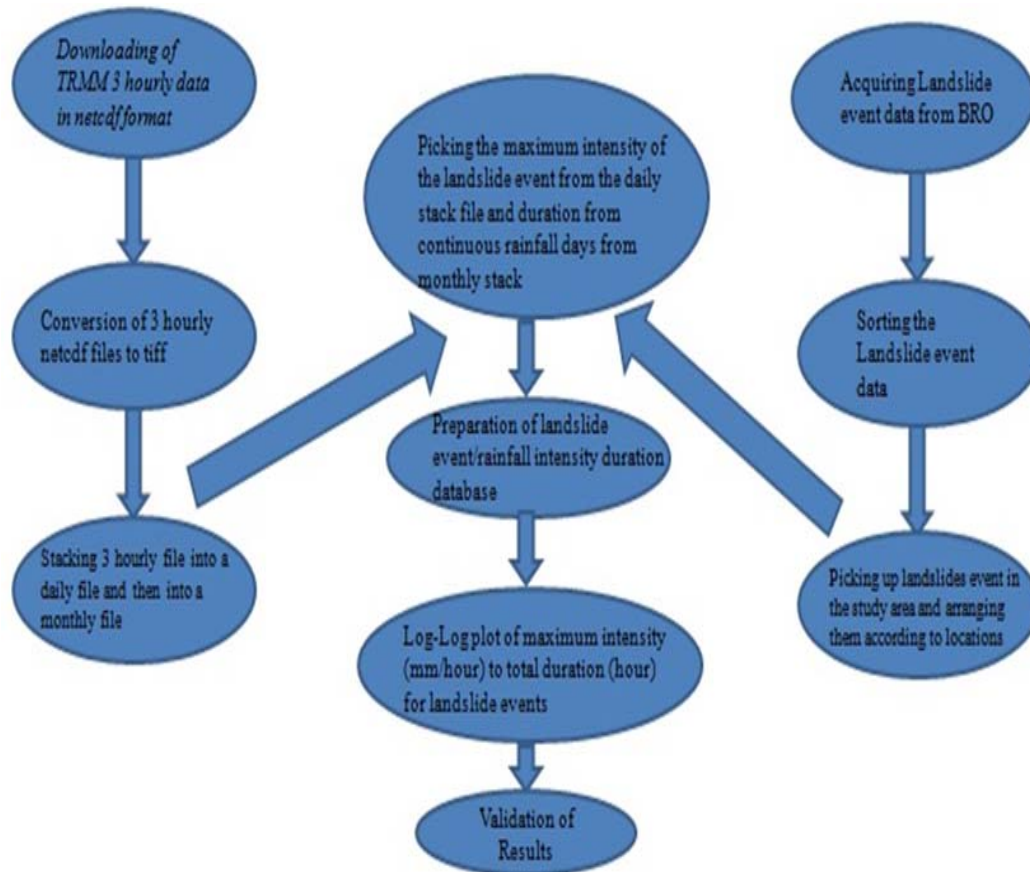 Downloading of
TRMM 3 hourly data
in netcdf format
Conversion of 3 hourly
netcdf files to tiff
Stacking 3 hourly file into a
daily file and then into a
monthly file
Picking the maximum intensity of
the landslide event from the daily
stack file and duration from
continuous rainfall days from
monthly stack
Preparation of landslide
event/rainfall intensity duration
database
Log-Log plot of maximum intensity
(mm/hour) to total duration (hour)
for landslide events
Validation of
Results
Acquiring Landslide
event data from BRO
Sorting the
Landslide event
data
Picking up landslides event in
the study area and arranging
them according to locations